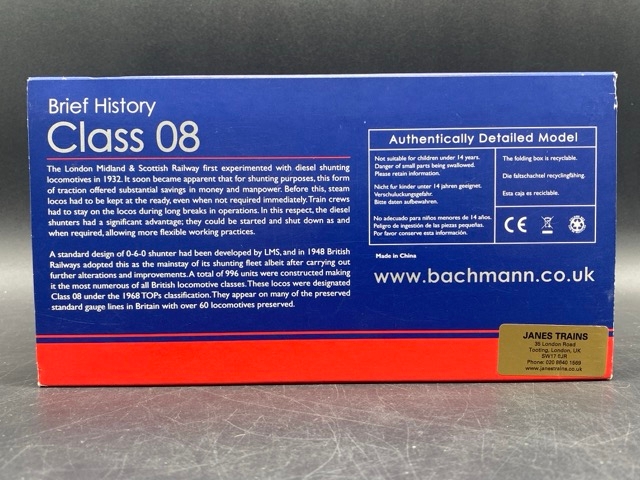 Brief History
Class 08
The London Midland & Scottish Railway first experimented with diesel shunting
locomotives in 1932. It soon became apparent that for shunting purposes, this form
of traction offered substantial savings in money and manpower. Before this, steam
locos had to be kept at the ready, even when not required immediately. Train crews
had to stay on the locos during long breaks in operations. In this respect, the diesel
shunters had a significant advantage; they could be started and shut down as and
when required, allowing more flexible working practices.
A standard design of 0-6-0 shunter had been developed by LMS, and in 1948 British
Railways adopted this as the mainstay of its shunting fleet albeit after carrying out
further alterations and improvements. A total of 996 units were constructed making
it the most numerous of all British locomotive classes. These locos were designated
Class 08 under the 1968 TOPs classification. They appear on many of the preserved
standard gauge lines in Britain with over 60 locomotives preserved.
Authentically Detailed Model
Not suitable for children under 14 years.
Danger of small parts being swallowed.
Please retain information.
Nicht fur kinder unter 14 jahren geeignet.
Verschuluckungsgefahr.
Bitte daten aufbewahren.
No adecuado para niños menores de 14 años.
Peligro de ingestión de las piezas pequeñas.
Por favor conserve esta información.
The folding box is recyclable.
Die faltschachtel recyclingfähing.
Esta caja es reciclable.
CE
Made in China
www.bachmann.co.uk
JANES TRAINS
35 London Road
Tooting, London, UK
SW17 9JR
Phone: 020 8640 1569
www.janestrains.co.uk